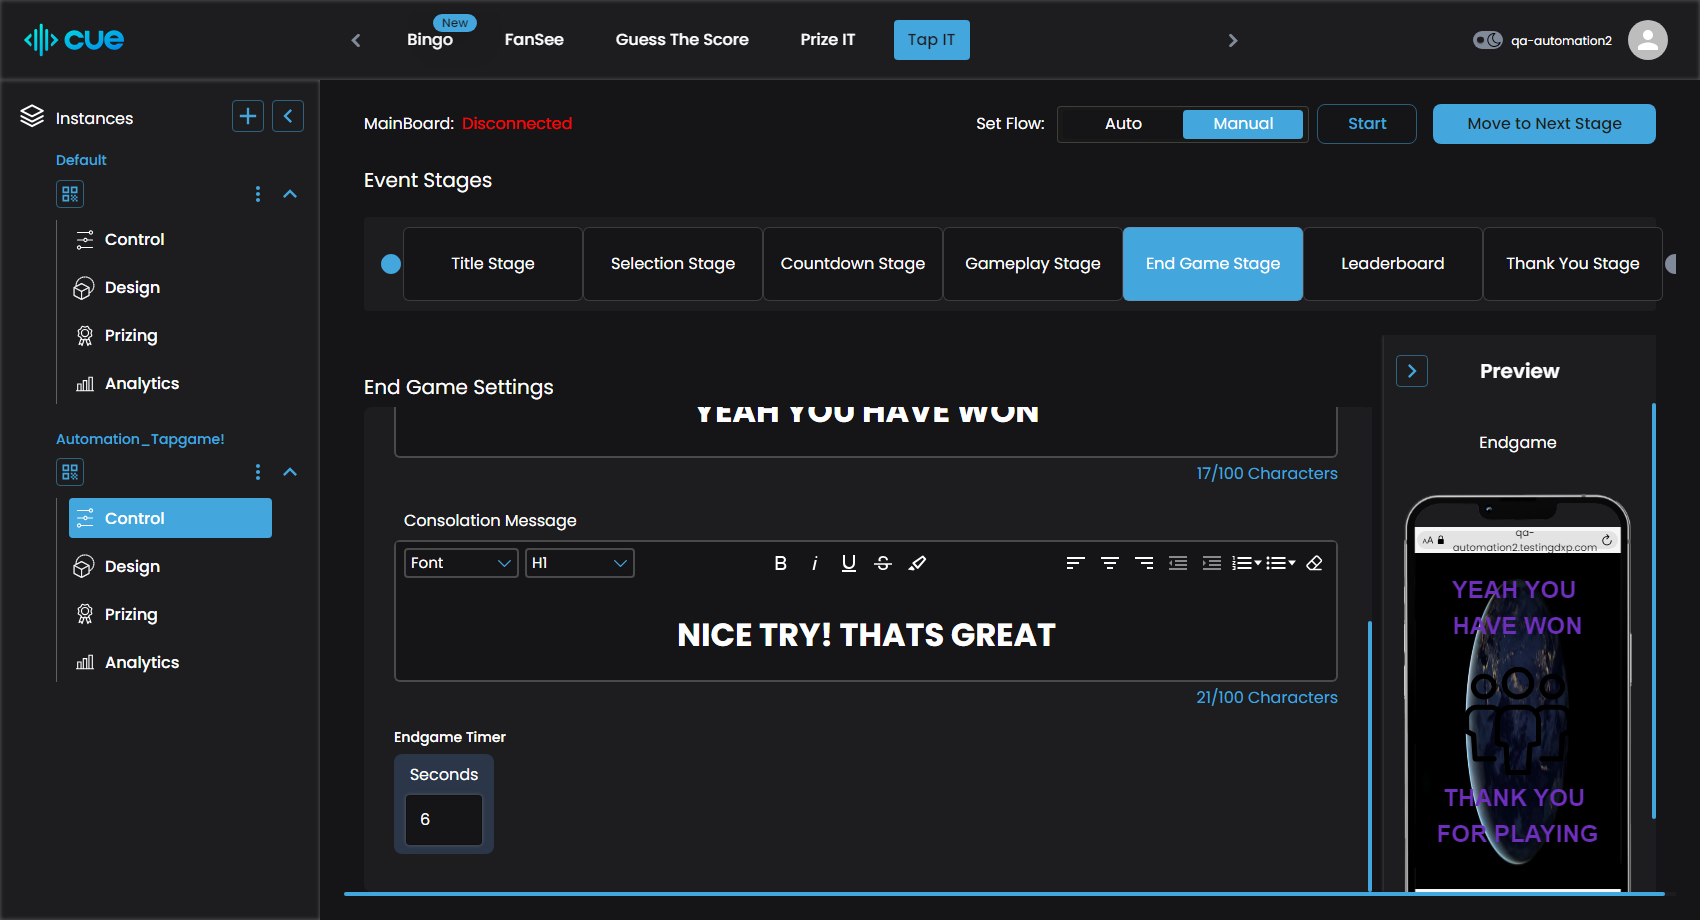 cue
New
Bingo
FanSee
Guess The Score
Prize IT
Tap IT
qa-automation2
Instances
Default
Control
Design
Prizing
Analytics
Automation_Tapgame!
Control
Design
Prizing
Analytics
MainBoard: Disconnected
Set Flow:
Auto
Manual
Start
Move to Next Stage
Event Stages
Title Stage
Selection Stage
Countdown Stage
Gameplay Stage
End Game Stage
Leaderboard
Thank You Stage
End Game Settings
YEAH YOU HAVE WON
17/100 Characters
Consolation Message
Font
H1
B
i
U
S
NICE TRY! THATS GREAT
21/100 Characters
Endgame Timer
Seconds
6
Preview
Endgame
AA
qa-
automation2.testingdxp.com
YEAH YOU
HAVE WON
THANK YOU
FOR PLAYING